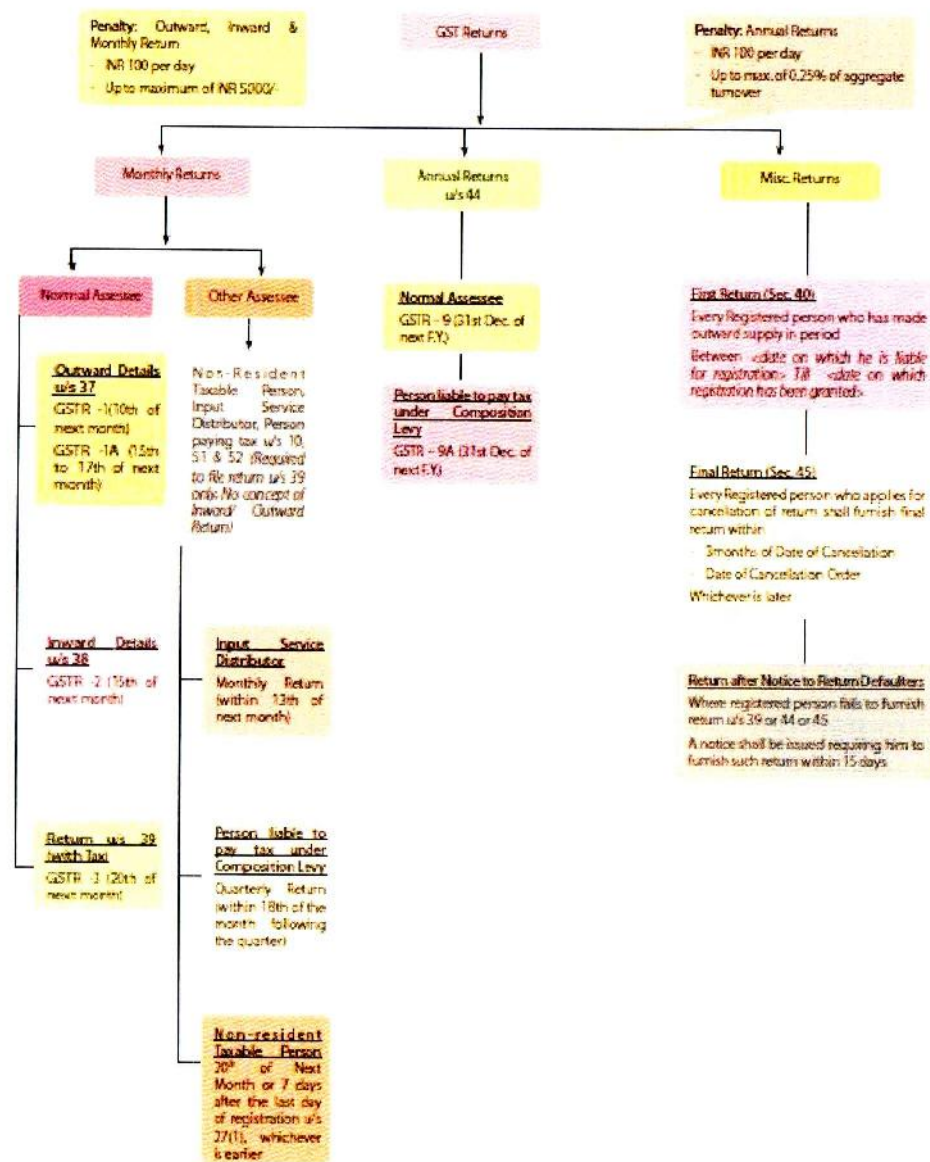 Penalty: Outward, Inward &
Monthly Return
- INR 100 per day
- Up to maximum of INR 5000/-
GST Returns
Penalty: Annual Returns
- INR 100 per day
- Up to max. of 0.25% of aggregate
turnover
Monthly Returns
Annual Returns
u/s 44
Misc. Returns
Normal Assessee
Other Assessee
Outward Details
u/s 37
GSTR -1(10th of
next month)
GSTR -1A (15th
to 17th of next
month)
Inward Details
u/s 38
GSTR -2 (15th of
next month)
Return u/s 39
(with Tax)
GSTR -3 (20th of
next month)
Non-Resident
Taxable Person,
Input Service
Distributor, Person
paying tax u/s 10,
51 & 52 (Required
to file return u/s 39
only. No concept of
Inward/ Outward
Return)
Input Service
Distributor
Monthly Return
(within 13th of
next month)
Person liable to
pay tax under
Composition Levy
Quarterly Return
(within 18th of the
month following
the quarter)
Non-resident
Taxable Person
20th of Next
Month or 7 days
after the last day
of registration u/s
27(1), whichever
is earlier
Normal Assessee
GSTR - 9 (31st Dec. of
next F.Y.)
Person liable to pay tax
under Composition
Levy
GSTR - 9A (31st Dec. of
next F.Y.)
First Return (Sec. 40)
Every Registered person who has made
outward supply in period
Between <date on which he is liable
for registration> Till <date on which
registration has been granted>
Final Return (Sec. 45)
Every Registered person who applies for
cancellation of return shall furnish final
return within
- 3months of Date of Cancellation
- Date of Cancellation Order
Whichever is later
Return after Notice to Return Defaulters
Where registered person fails to furnish
return u/s 39 or 44 or 45
A notice shall be issued requiring him to
furnish such return within 15 days